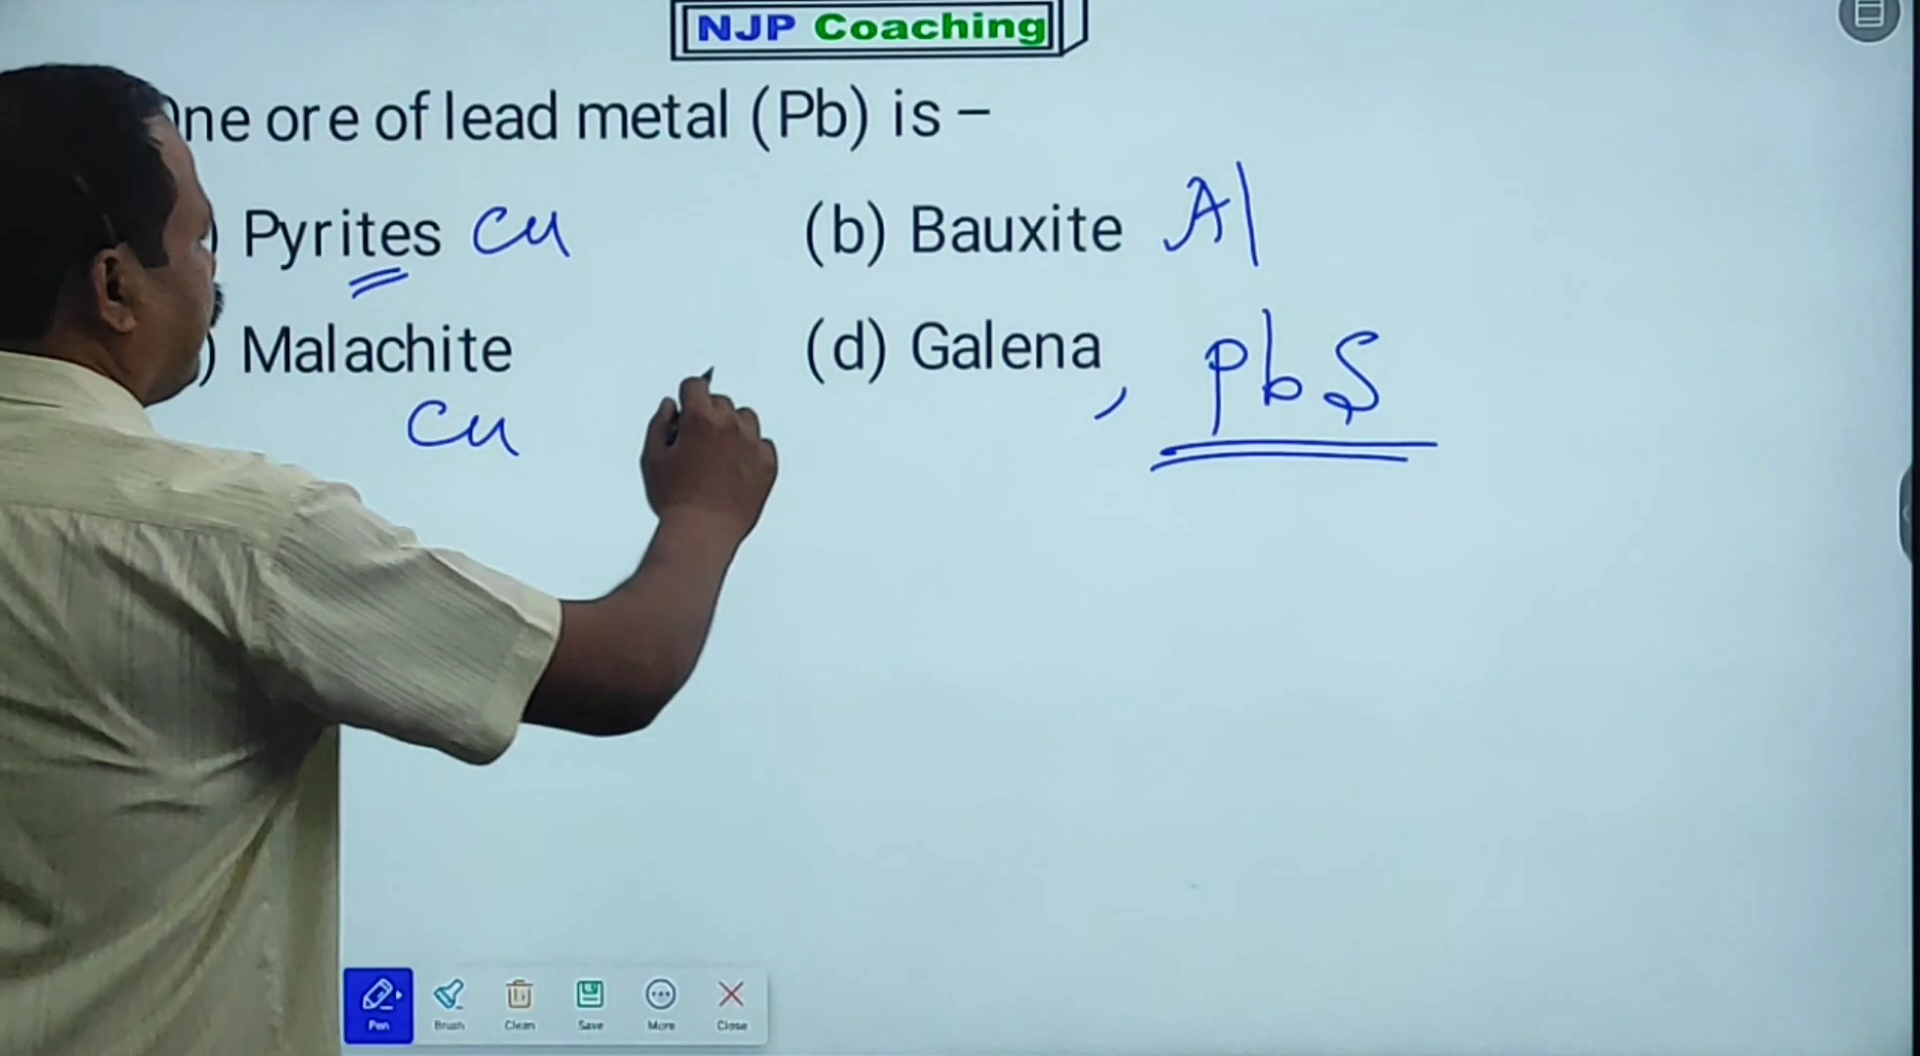 NJP Coaching
One ore of lead metal (Pb) is –
) Pyrites Cu (b) Bauxite Al
) Malachite (d) Galena, PbS
Cu
Pen Brush Clean Save More Close